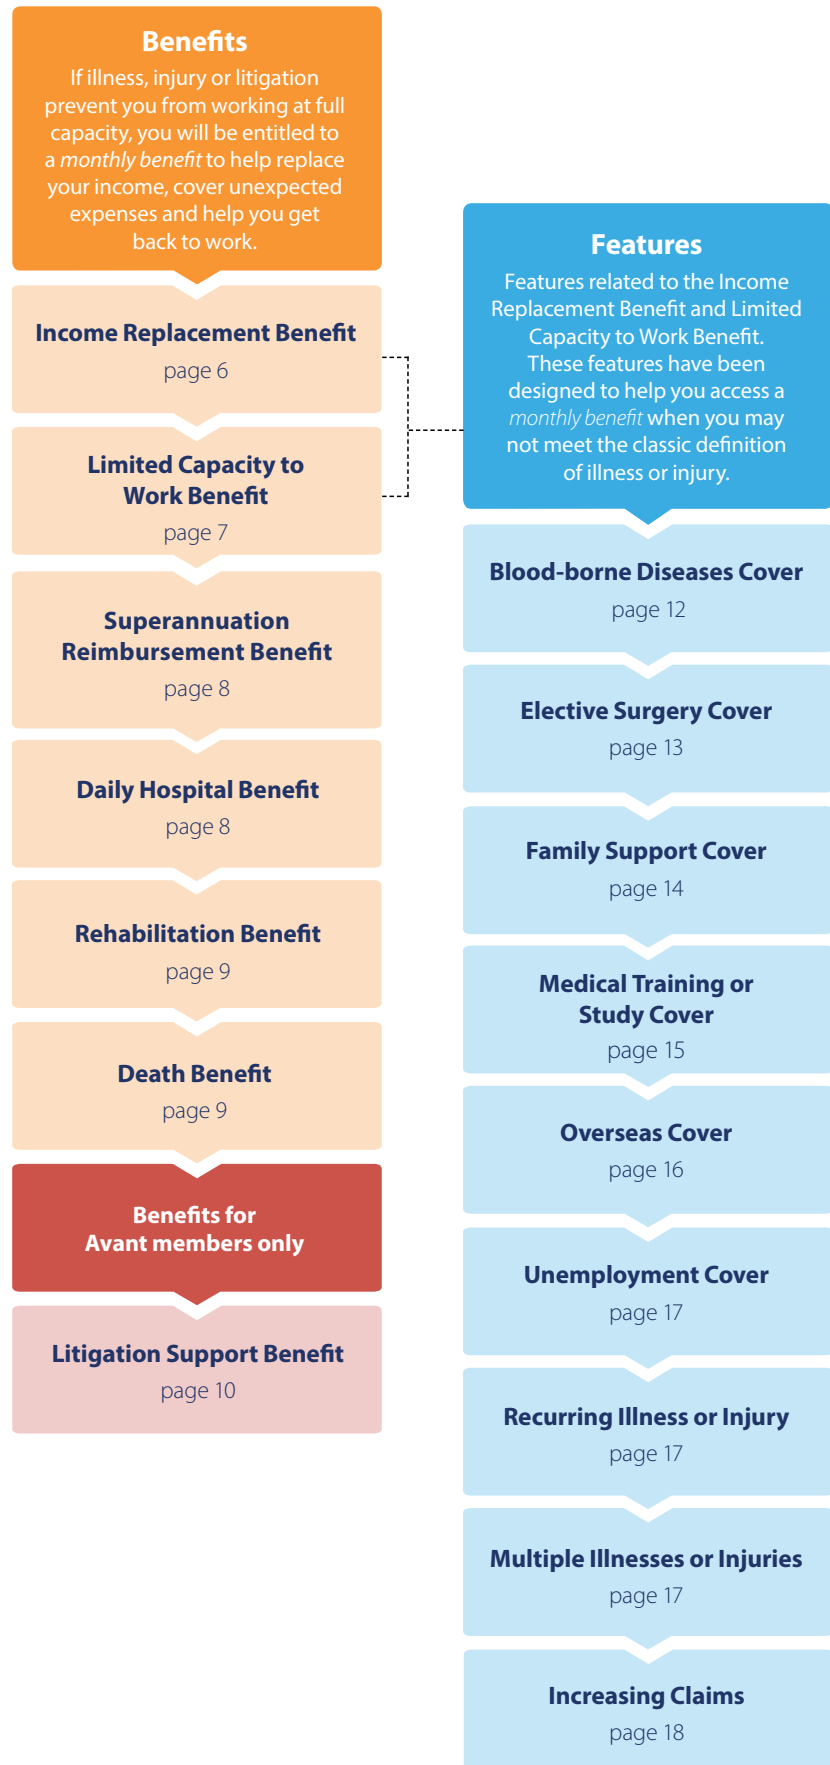 Benefits
If illness, injury or litigation
prevent you from working at full
capacity, you will be entitled to
a monthly benefit to help replace
your income, cover unexpected
expenses and help you get
back to work.
Income Replacement Benefit
page 6
Limited Capacity to
Work Benefit
page 7
Superannuation
Reimbursement Benefit
page 8
Daily Hospital Benefit
page 8
Rehabilitation Benefit
page 9
Death Benefit
page 9
Benefits for
Avant members only
Litigation Support Benefit
page 10
Features
Features related to the Income
Replacement Benefit and Limited
Capacity to Work Benefit.
These features have been
designed to help you access a
monthly benefit when you may
not meet the classic definition
of illness or injury.
Blood-borne Diseases Cover
page 12
Elective Surgery Cover
page 13
Family Support Cover
page 14
Medical Training or
Study Cover
page 15
Overseas Cover
page 16
Unemployment Cover
page 17
Recurring Illness or Injury
page 17
Multiple Illnesses or Injuries
page 17
Increasing Claims
page 18